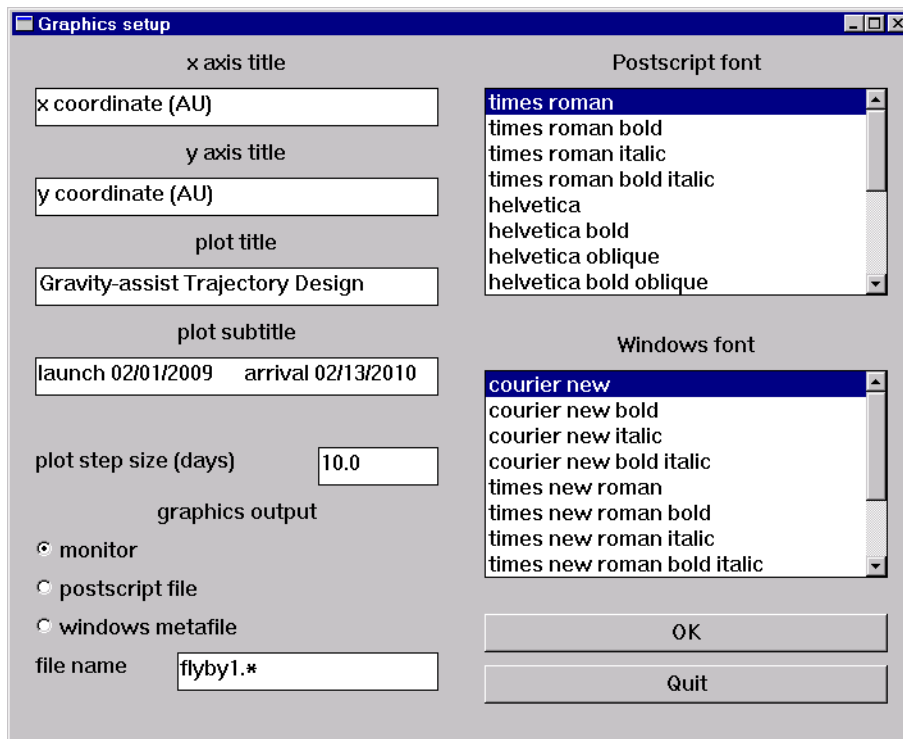 Graphics setup
x axis title
x coordinate (AU)
y axis title
y coordinate (AU)
plot title
Gravity-assist Trajectory Design
plot subtitle
launch 02/01/2009 arrival 02/13/2010
plot step size (days) 10.0
graphics output
monitor
postscript file
windows metafile
file name flyby1.*
Postscript font
times roman
times roman bold
times roman italic
times roman bold italic
helvetica
helvetica bold
helvetica oblique
helvetica bold oblique
Windows font
courier new
courier new bold
courier new italic
courier new bold italic
times new roman
times new roman bold
times new roman italic
times new roman bold italic
OK
Quit